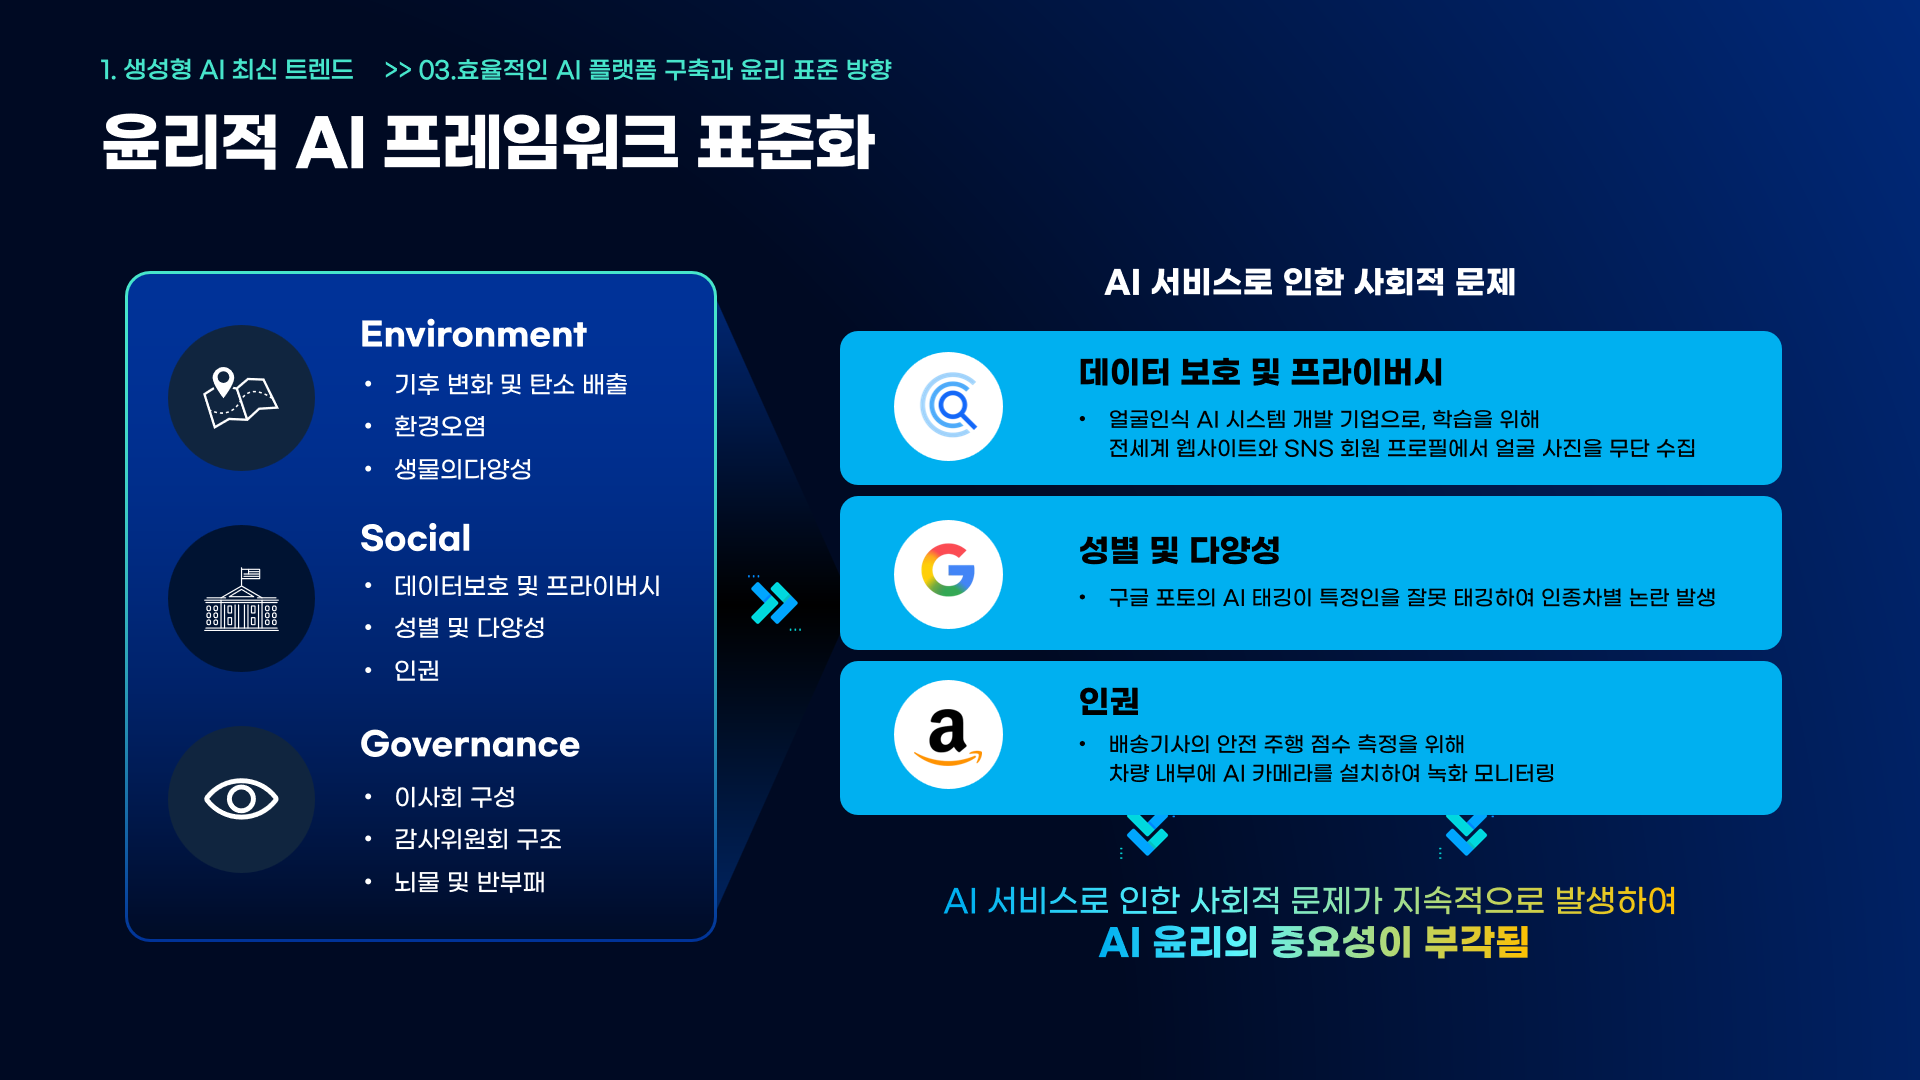 1. 생성형 AI 최신 트렌드 >> 03.효율적인 AI 플랫폼 구축과 윤리 표준 방향
윤리적 AI 프레임워크 표준화
Environment
• 기후 변화 및 탄소 배출
• 환경오염
• 생물의다양성
Social
• 데이터보호 및 프라이버시
• 성별 및 다양성
• 인권
Governance
• 이사회 구성
• 감사위원회 구조
• 뇌물 및 반부패
AI 서비스로 인한 사회적 문제
데이터 보호 및 프라이버시
• 얼굴인식 AI 시스템 개발 기업으로, 학습을 위해
전세계 웹사이트와 SNS 회원 프로필에서 얼굴 사진을 무단 수집
성별 및 다양성
• 구글 포토의 AI 태깅이 특정인을 잘못 태깅하여 인종차별 논란 발생
인권
• 배송기사의 안전 주행 점수 측정을 위해
차량 내부에 AI 카메라를 설치하여 녹화 모니터링
AI 서비스로 인한 사회적 문제가 지속적으로 발생하여
AI 윤리의 중요성이 부각됨